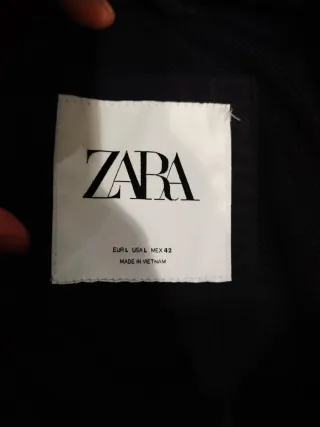 ZARA
EUR L USA L MEX 42
MADE IN VIETNAM